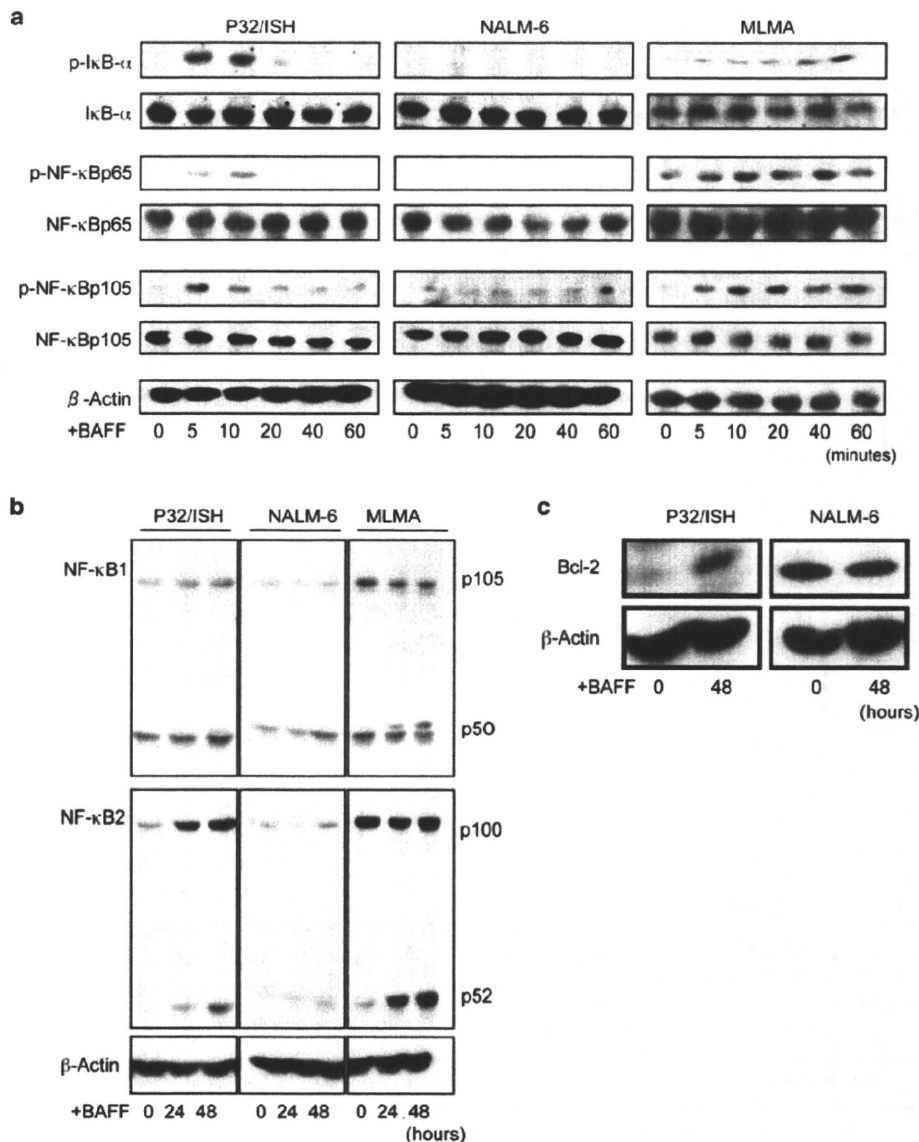 a
P32/ISH NALM-6 MLMA
p-IκB-α
IκB-α
p-NF-κBp65
NF-κBp65
p-NF-κBp105
NF-κBp105
β-Actin
+BAFF 0 5 10 20 40 60 0 5 10 20 40 60 0 5 10 20 40 60
(minutes)
b
P32/ISH NALM-6 MLMA
NF-κB1
p105
p50
NF-κB2
p100
p52
β-Actin
+BAFF 0 24 48 0 24 48 0 24 48
(hours)
c
P32/ISH NALM-6
Bcl-2
β-Actin
+BAFF 0 48 0 48
(hours)